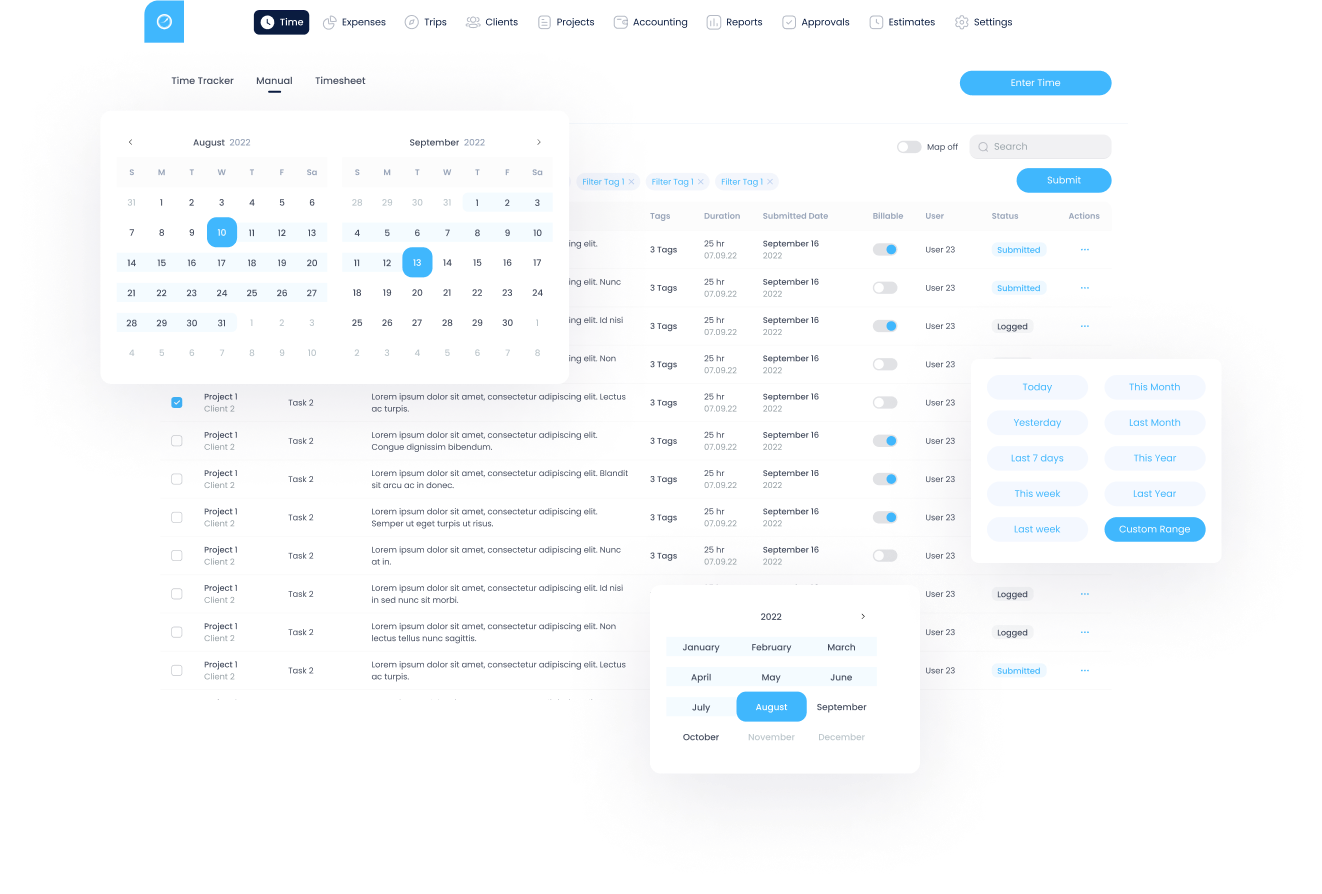 Time Expenses Trips Clients Projects Accounting Reports Approvals Estimates Settings
Time Tracker Manual Timesheet
Enter Time
August 2022
S M T W T F Sa
31 1 2 3 4 5 6
7 8 9 10 11 12 13
14 15 16 17 18 19 20
21 22 23 24 25 26 27
28 29 30 31 1 2 3
4 5 6 7 8 9 10
September 2022
S M T W T F Sa
28 29 30 31 1 2 3
4 5 6 7 8 9 10
11 12 13 14 15 16 17
18 19 20 21 22 23 24
25 26 27 28 29 30 1
2 3 4 5 6 7 8
Map off
Search
Filter Tag 1 Filter Tag 1 Filter Tag 1
Submit
Tags Duration Submitted Date Billable User Status Actions
elit.
3 Tags 25 hr September 16 User 23 Submitted
07.09.22 2022
elit. Nunc
3 Tags 25 hr September 16 User 23 Submitted
07.09.22 2022
elit. Id nisi
3 Tags 25 hr September 16 User 23 Logged
07.09.22 2022
elit. Non
3 Tags 25 hr September 16 User 23
07.09.22 2022
Project 1 Task 2 Lorem ipsum dolor sit amet, consectetur adipiscing elit. Lectus 3 Tags 25 hr September 16 User 23
Client 2 ac turpis. 07.09.22 2022
Project 1 Task 2 Lorem ipsum dolor sit amet, consectetur adipiscing elit. 3 Tags 25 hr September 16 User 23
Client 2 Congue dignissim bibendum. 07.09.22 2022
Project 1 Task 2 Lorem ipsum dolor sit amet, consectetur adipiscing elit. Blandit 3 Tags 25 hr September 16 User 23
Client 2 sit arcu ac in donec. 07.09.22 2022
Project 1 Task 2 Lorem ipsum dolor sit amet, consectetur adipiscing elit. 3 Tags 25 hr September 16 User 23
Client 2 Semper ut eget turpis ut risus. 07.09.22 2022
Project 1 Task 2 Lorem ipsum dolor sit amet, consectetur adipiscing elit. Nunc 3 Tags 25 hr September 16 User 23
Client 2 at in. 07.09.22 2022
Project 1 Task 2 Lorem ipsum dolor sit amet, consectetur adipiscing elit. Id nisi User 23 Logged
Client 2 in sed nunc sit morbi.
Project 1 Task 2 Lorem ipsum dolor sit amet, consectetur adipiscing elit. Non User 23 Logged
Client 2 lectus tellus nunc sagittis.
Project 1 Task 2 Lorem ipsum dolor sit amet, consectetur adipiscing elit. Lectus User 23 Submitted
Client 2 ac turpis.
Today This Month
Yesterday Last Month
Last 7 days This Year
This week Last Year
Last week Custom Range
2022
January February March
April May June
July August September
October November December